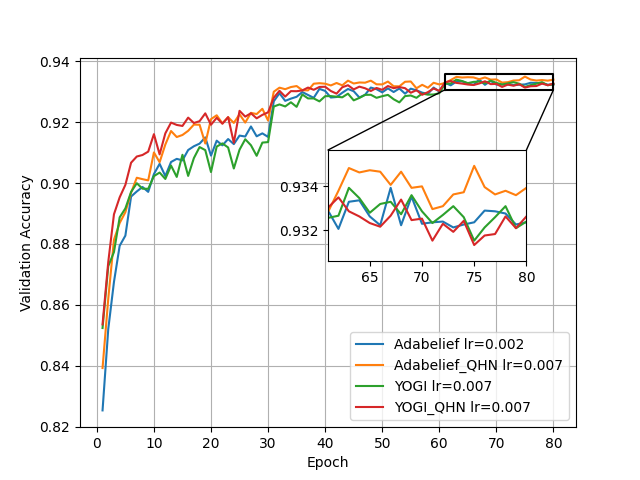 0.94
0.92
0.90
0.88
0.86
0.84
0.82
Validation Accuracy
0.934
0.932
65 70 75 80
Adabelief lr=0.002
Adabelief_QHN lr=0.007
YOGI lr=0.007
YOGI_QHN lr=0.007
0 10 20 30 40 50 60 70 80
Epoch